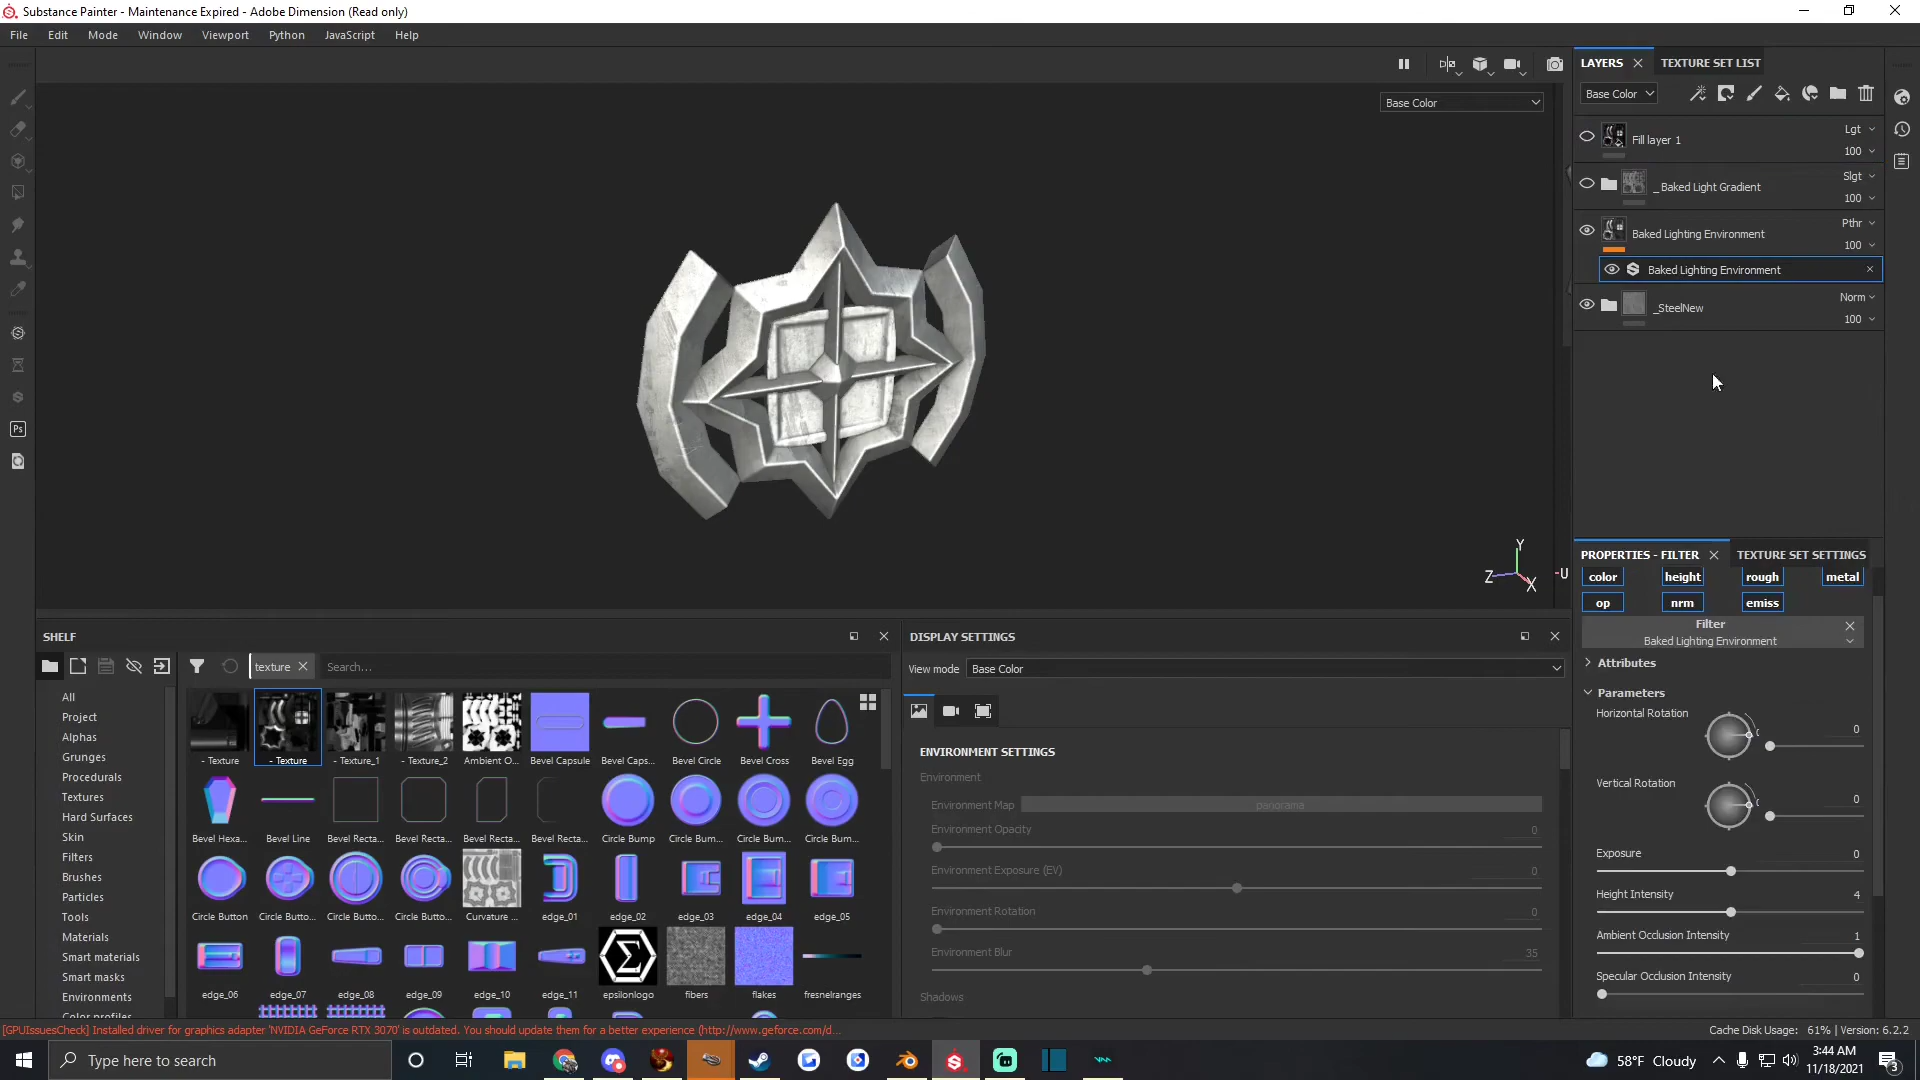 Substance Painter - Maintenance Expired - Adobe Dimension (Read only)
File Edit Mode Window Viewport Python JavaScript Help
LAYERS TEXTURE SET LIST
Base Color
Base Color
Fill layer 1 Lgt 100
_ Baked Light Gradient Slgt 100
Baked Lighting Environment Pthr 100
Baked Lighting Environment
_SteelNew Norm 100
Y
Z X
-U
Ps
PROPERTIES - FILTER TEXTURE SET SETTINGS
color height rough metal
op nrm emiss
Filter
Baked Lighting Environment
Attributes
Parameters
Horizontal Rotation 0
Vertical Rotation 0
Exposure 0
Height Intensity 4
Ambient Occlusion Intensity 1
Specular Occlusion Intensity 0
SHELF
texture Search...
All
Project
Alphas
Grunges
Procedurals
Textures
Hard Surfaces
Skin
Filters
Brushes
Particles
Tools
Materials
Smart materials
Smart masks
Environments
Color profiles
- Texture - Texture - Texture_1 - Texture_2 Ambient O... Bevel Capsule Bevel Caps... Bevel Circle Bevel Cross Bevel Egg
Bevel Hexa... Bevel Line Bevel Recta... Bevel Recta... Bevel Recta... Bevel Recta... Circle Bump Circle Bum... Circle Bum... Circle Bum...
Circle Button Circle Butto... Circle Butto... Circle Butto... Curvature ... edge_01 edge_02 edge_03 edge_04 edge_05
edge_06 edge_07 edge_08 edge_09 edge_10 edge_11 epsilonlogo fibers flakes fresnelranges
DISPLAY SETTINGS
View mode Base Color
ENVIRONMENT SETTINGS
Environment
Environment Map panorama
Environment Opacity 0
Environment Exposure (EV) 0
Environment Rotation 0
Environment Blur 35
Shadows
[GPUIssuesCheck] Installed driver for graphics adapter 'NVIDIA GeForce RTX 3070' is outdated. You should update them for a better experience (http://www.geforce.com/d...
Cache Disk Usage: 61% | Version: 6.2.2
Type here to search
58°F Cloudy
3:44 AM
11/18/2021
3